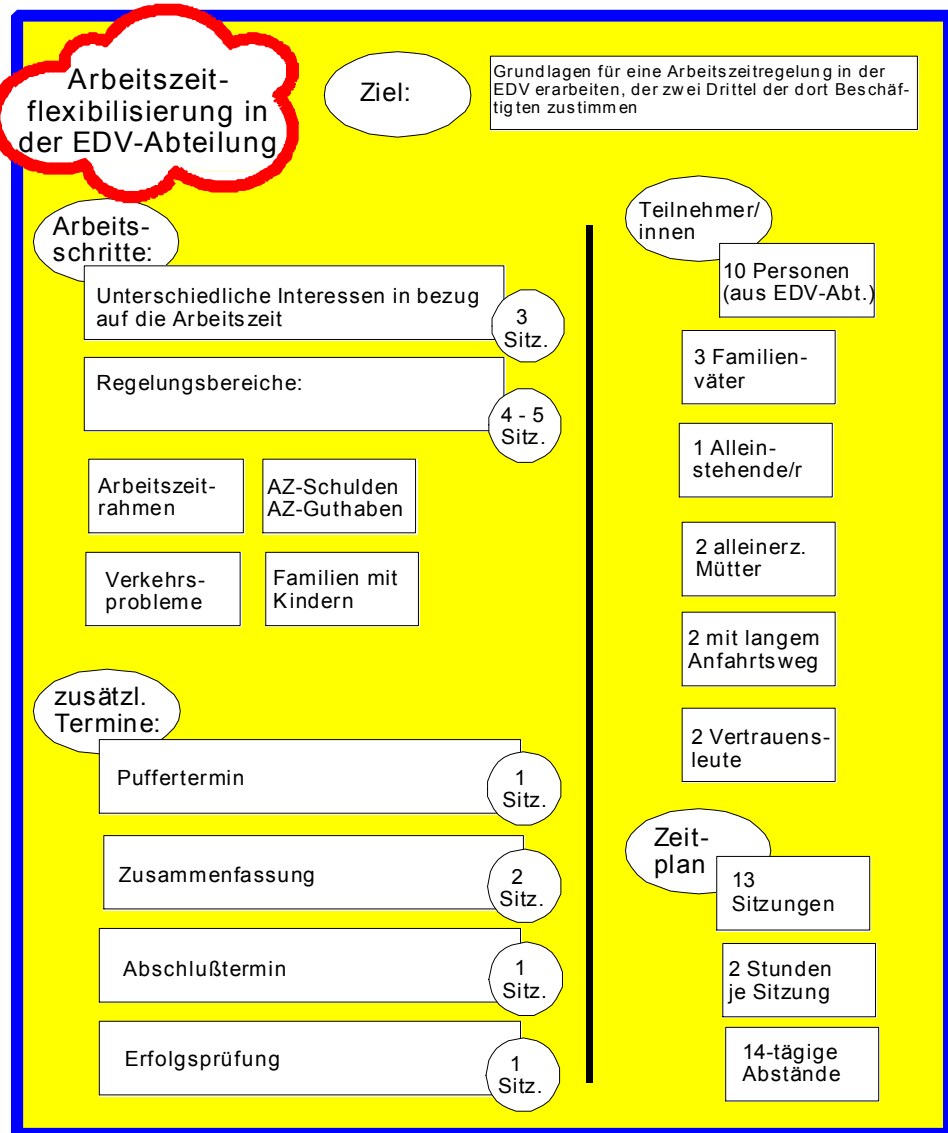 Arbeitszeit-
flexibilisierung in
der EDV-Abteilung
Ziel:
Grundlagen für eine Arbeitszeitregelung in der
EDV erarbeiten, der zwei Drittel der dort Beschäf-
tigten zustimmen
Arbeits-
schritte:
Unterschiedliche Interessen in bezug
auf die Arbeitszeit
3
Sitz.
Regelungsbereiche:
4 - 5
Sitz.
Arbeitszeit-
rahmen
AZ-Schulden
AZ-Guthaben
Verkehrs-
probleme
Familien mit
Kindern
zusätzl.
Termine:
Puffertermin
1
Sitz.
Zusammenfassung
2
Sitz.
Abschlußtermin
1
Sitz.
Erfolgsprüfung
1
Sitz.
Teilnehmer/
innen
10 Personen
(aus EDV-Abt.)
3 Familien-
väter
1 Allein-
stehende/r
2 alleinerz.
Mütter
2 mit langem
Anfahrtsweg
2 Vertrauens-
leute
Zeit-
plan
13
Sitzungen
2 Stunden
je Sitzung
14-tägige
Abstände